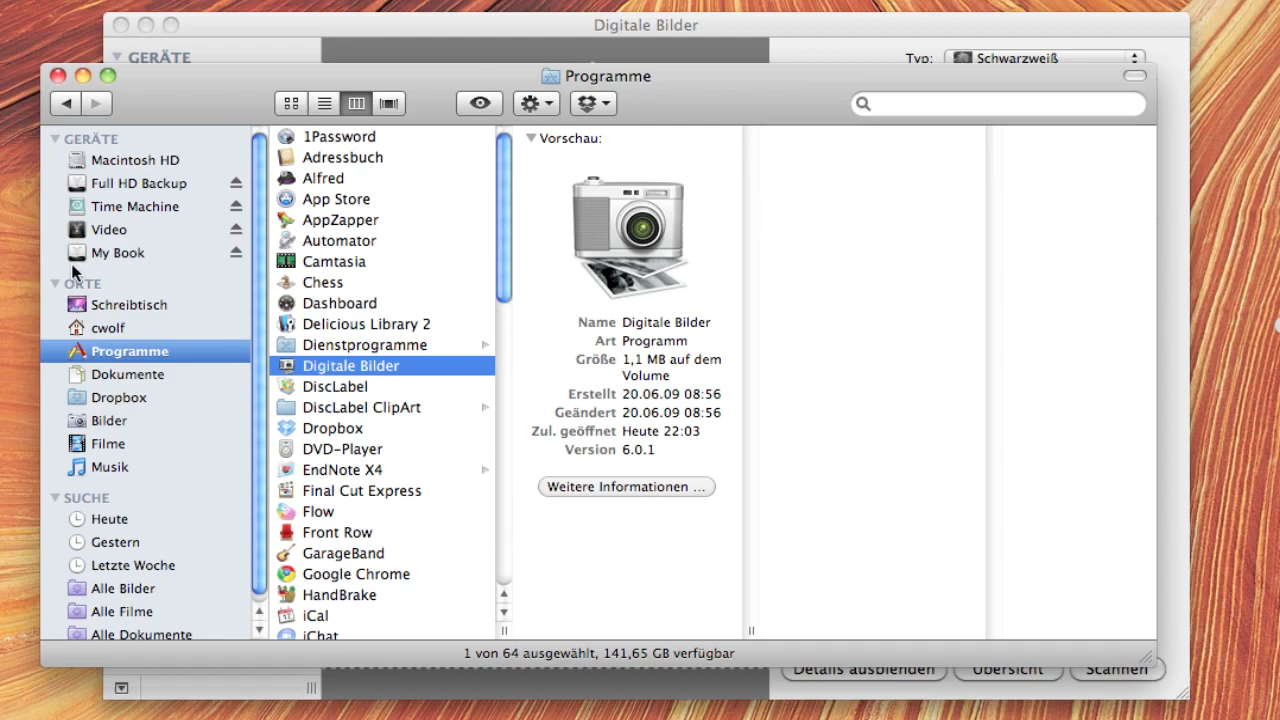 Digitale Bilder
GERÄTE
Typ: Schwarzweiß
Programme
GERÄTE
Macintosh HD
Full HD Backup
Time Machine
Video
My Book
ORTE
Schreibtisch
cwolf
Programme
Dokumente
Dropbox
Bilder
Filme
Musik
SUCHE
Heute
Gestern
Letzte Woche
Alle Bilder
Alle Filme
Alle Dokumente
1Password
Adressbuch
Alfred
App Store
AppZapper
Automator
Camtasia
Chess
Dashboard
Delicious Library 2
Dienstprogramme
Digitale Bilder
DiscLabel
DiscLabel ClipArt
Dropbox
DVD-Player
EndNote X4
Final Cut Express
Flow
Front Row
GarageBand
Google Chrome
HandBrake
iCal
iChat
Vorschau:
Name Digitale Bilder
Art Programm
Größe 1,1 MB auf dem
Volume
Erstellt 20.06.09 08:56
Geändert 20.06.09 08:56
Zul. geöffnet Heute 22:03
Version 6.0.1
Weitere Informationen ...
1 von 64 ausgewählt, 141,65 GB verfügbar
Details ausblenden
Übersicht
Scannen